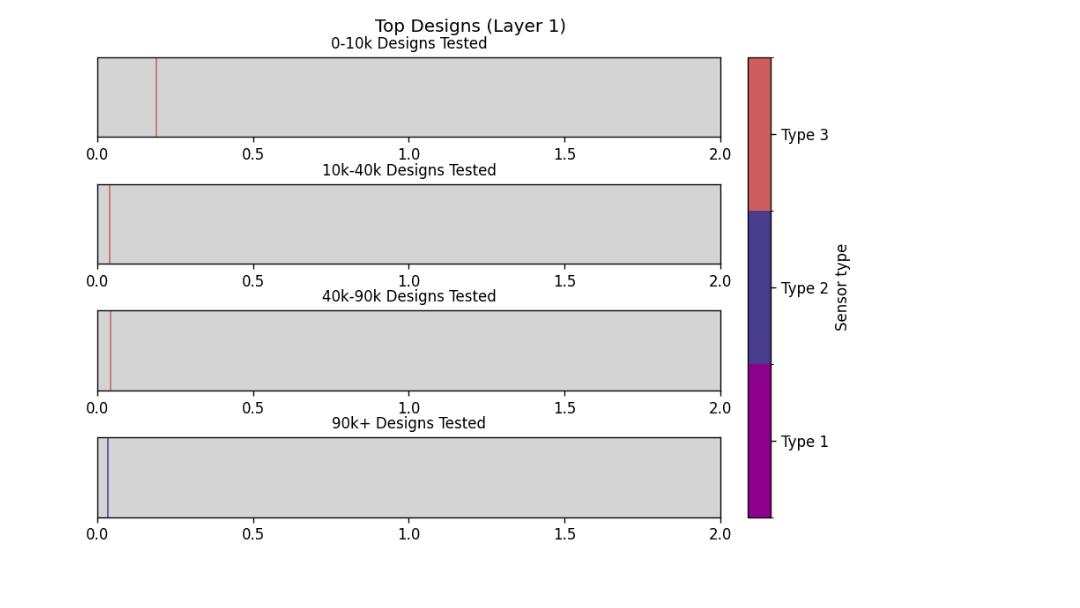 Top Designs (Layer 1)
0-10k Designs Tested
0.0 0.5 1.0 1.5 2.0
10k-40k Designs Tested
0.0 0.5 1.0 1.5 2.0
40k-90k Designs Tested
0.0 0.5 1.0 1.5 2.0
90k+ Designs Tested
0.0 0.5 1.0 1.5 2.0
Type 3
Type 2
Type 1
Sensor type